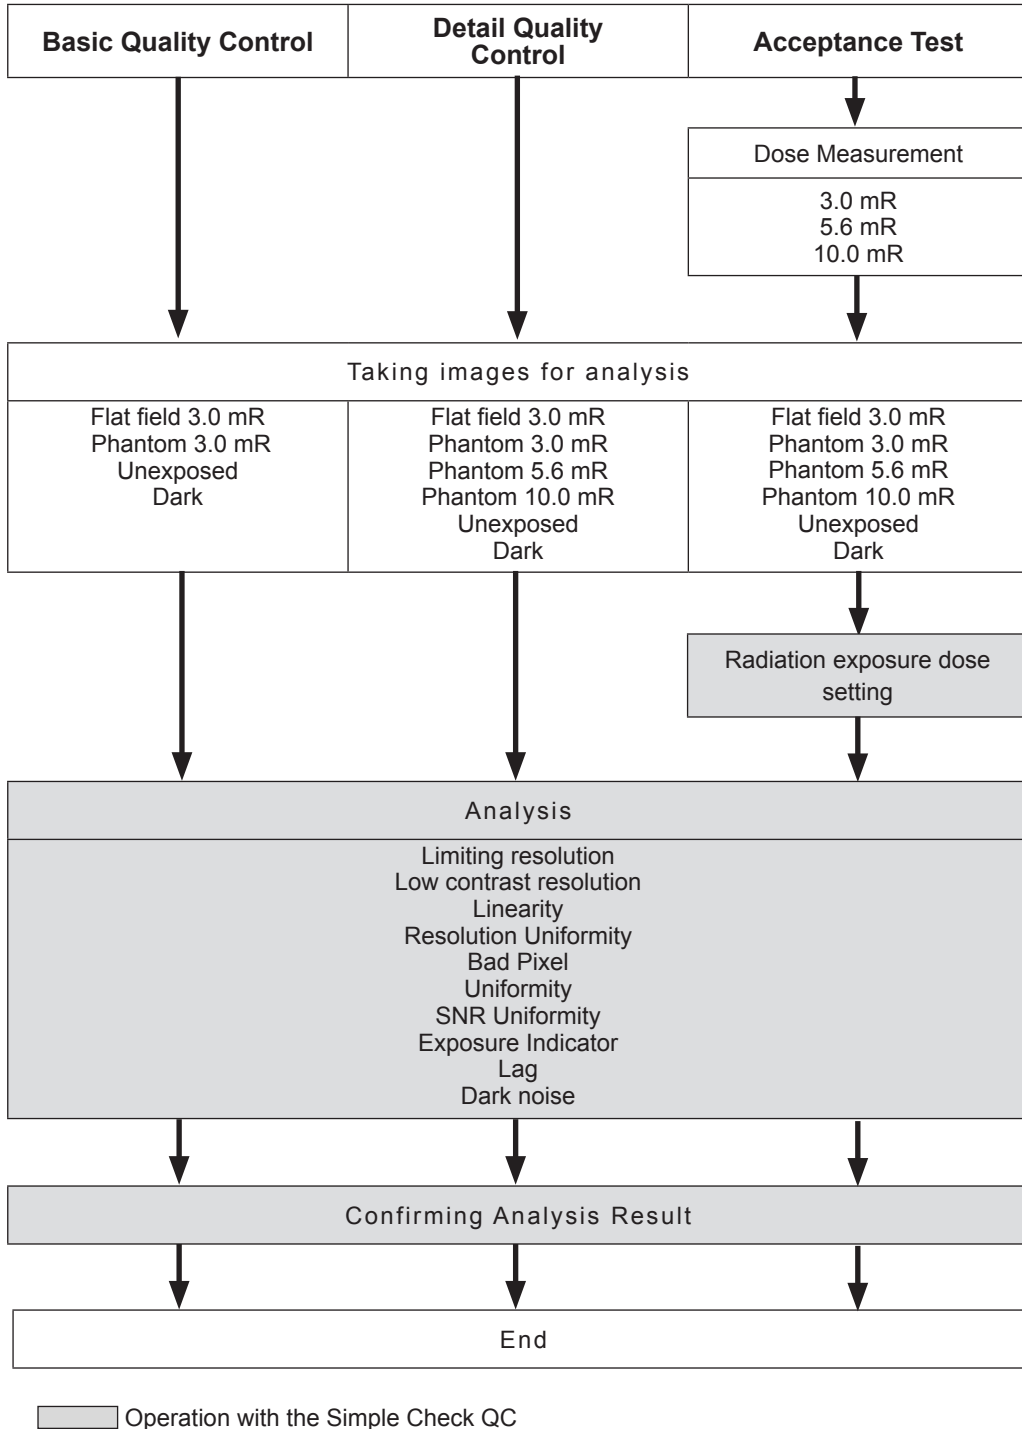 Basic Quality Control
Detail Quality
Control
Acceptance Test
Dose Measurement
3.0 mR
5.6 mR
10.0 mR
Taking images for analysis
Flat field 3.0 mR
Phantom 3.0 mR
Unexposed
Dark
Flat field 3.0 mR
Phantom 3.0 mR
Phantom 5.6 mR
Phantom 10.0 mR
Unexposed
Dark
Flat field 3.0 mR
Phantom 3.0 mR
Phantom 5.6 mR
Phantom 10.0 mR
Unexposed
Dark
Radiation exposure dose
setting
Analysis
Limiting resolution
Low contrast resolution
Linearity
Resolution Uniformity
Bad Pixel
Uniformity
SNR Uniformity
Exposure Indicator
Lag
Dark noise
Confirming Analysis Result
End
Operation with the Simple Check QC